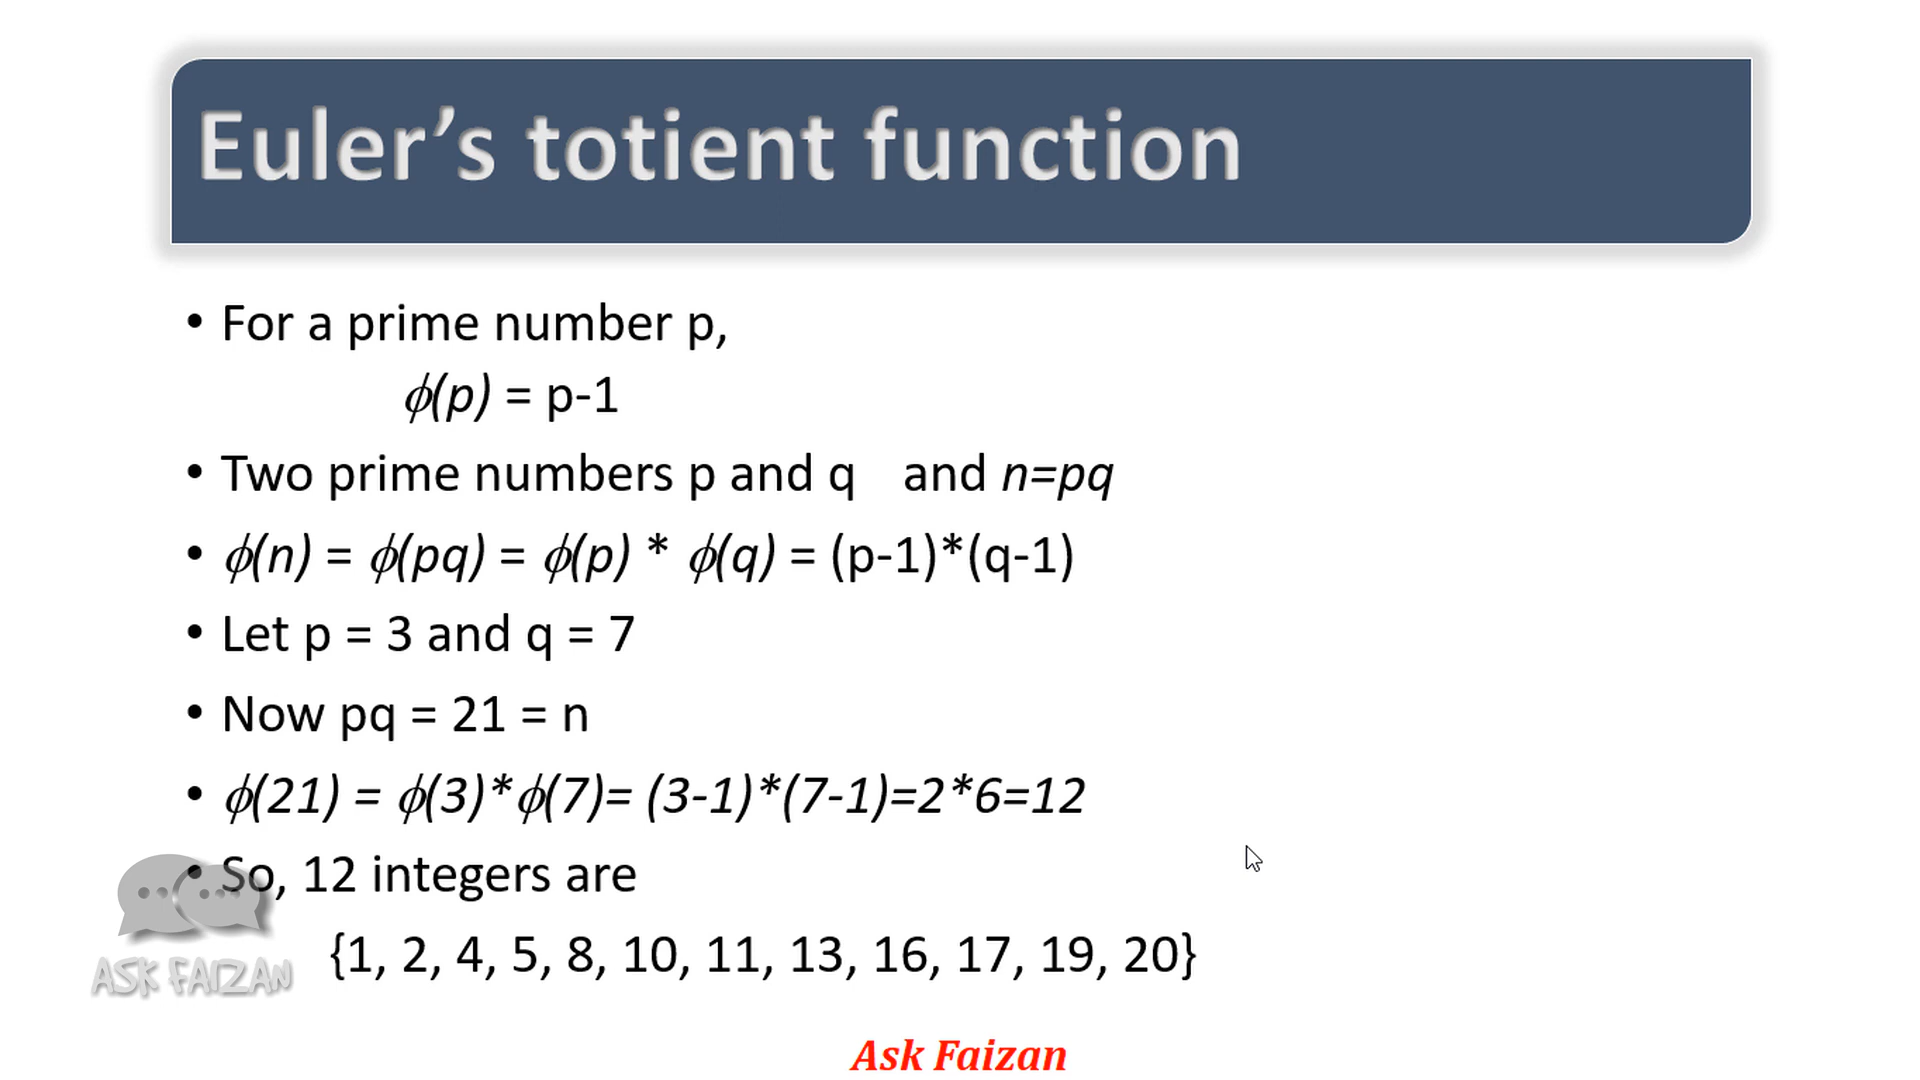 Euler’s totient function
• For a prime number p,
ϕ(p) = p-1
• Two prime numbers p and q and n=pq
• ϕ(n) = ϕ(pq) = ϕ(p) * ϕ(q) = (p-1)*(q-1)
• Let p = 3 and q = 7
• Now pq = 21 = n
• ϕ(21) = ϕ(3)*ϕ(7)= (3-1)*(7-1)=2*6=12
• So, 12 integers are
{1, 2, 4, 5, 8, 10, 11, 13, 16, 17, 19, 20}
ASK FAIZAN
Ask Faizan